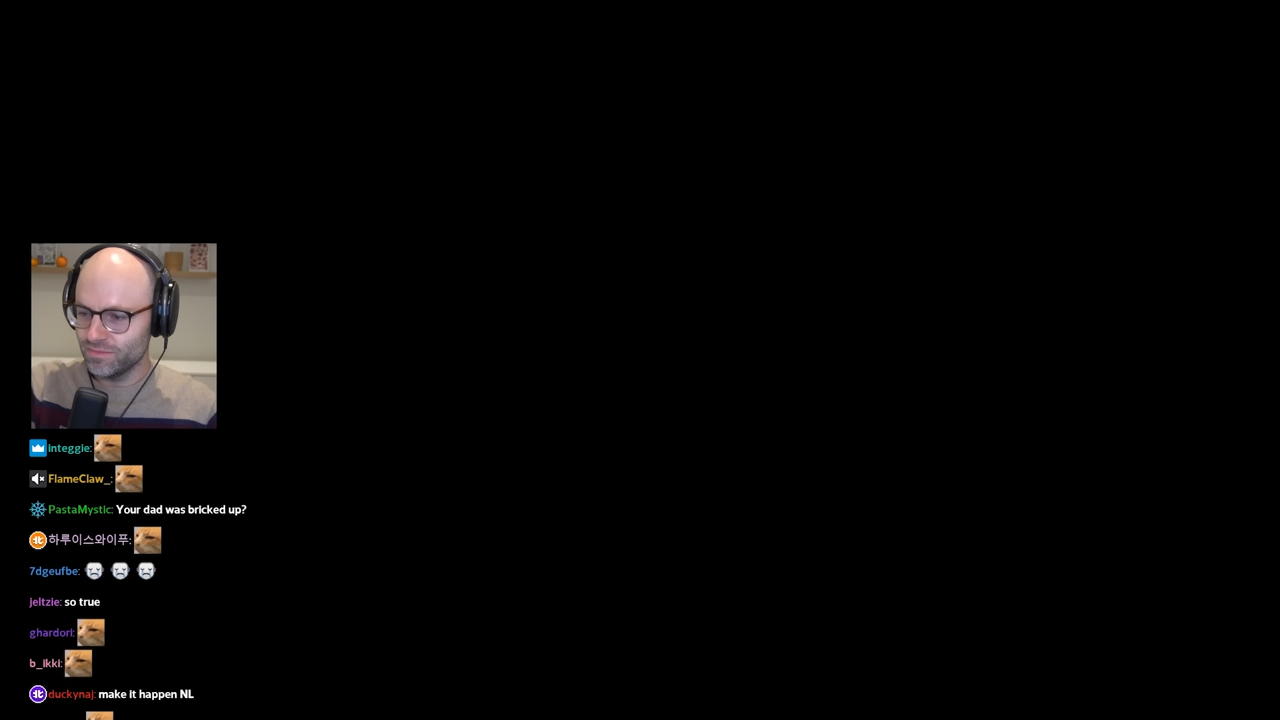 integgie:
FlameClaw_:
PastaMystic: Your dad was bricked up?
하루이스와이푸:
7dgeufbe:
jeltzie: so true
ghardori:
b_ikki:
duckynaj: make it happen NL